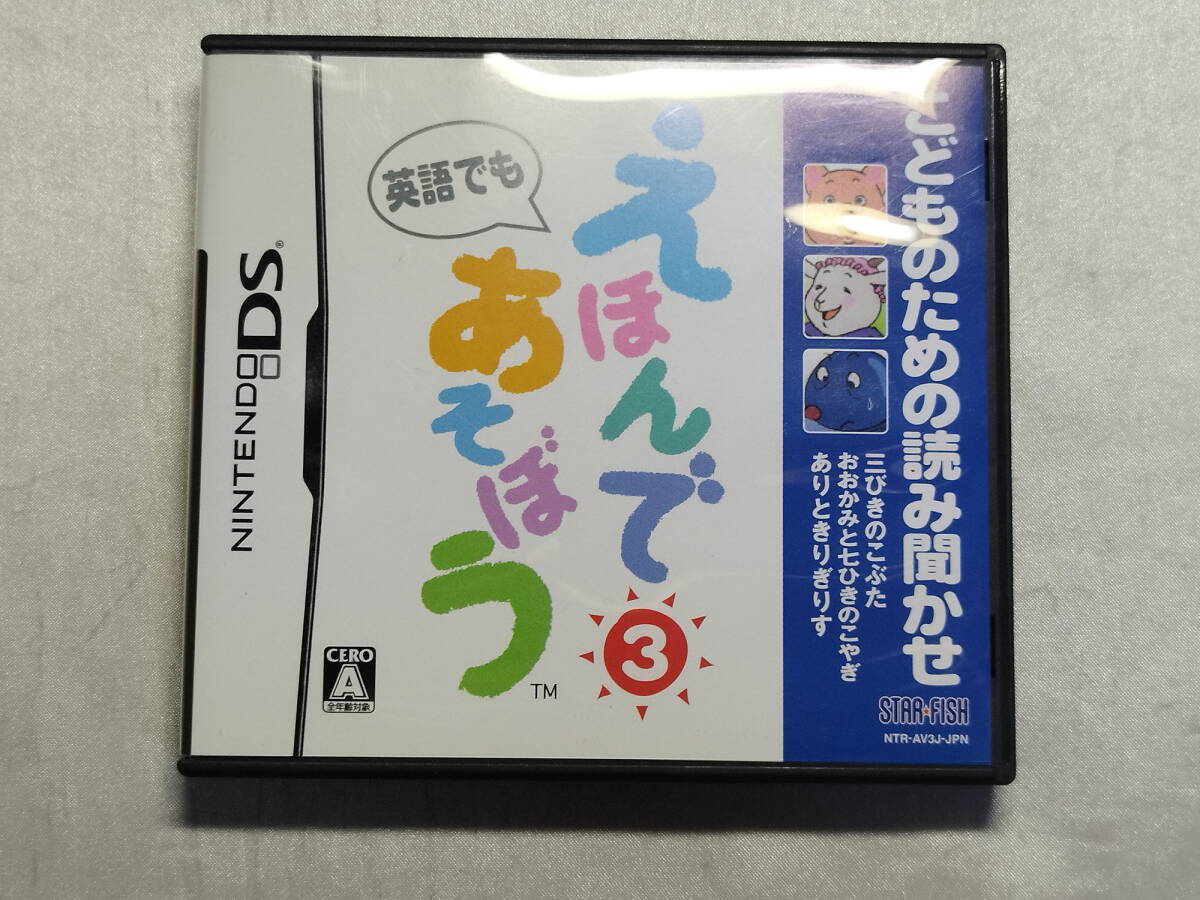 こどものための読み聞かせ
三びきのこぶた
おおかみと七ひきのこやぎ
ありときりぎりす
えほんで
あそぼう
3
TM
英語でも
NINTENDO DS®
CERO
A
全年齢対象
STAR★FISH
NTR-AV3J-JPN